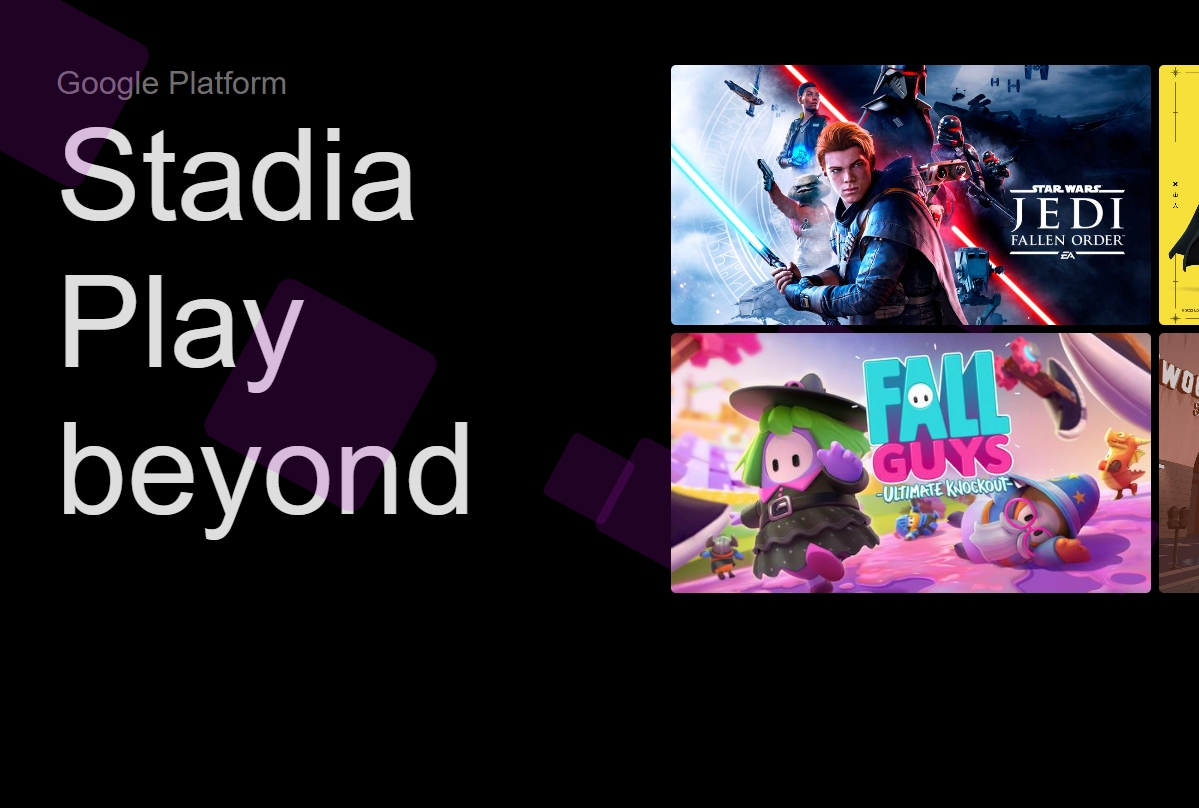 Google Platform
Stadia
Play
beyond
STAR WARS
JEDI
FALLEN ORDER
EA
FALL
GUYS
-ULTIMATE KNOCKOUT-